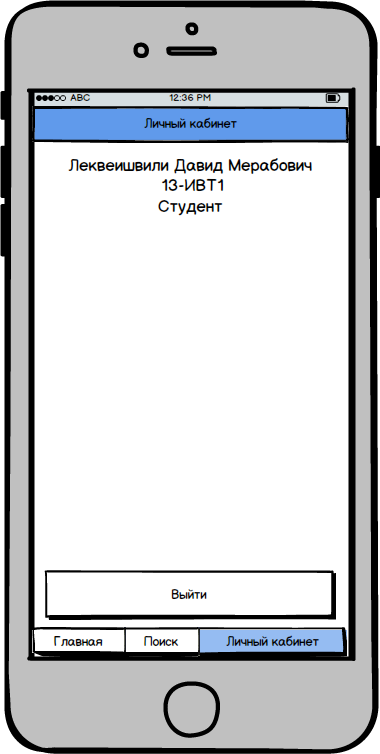 ABC 12:36 PM
Личный кабинет
Леквеишвили Давид Мерабович
13-ИВТ1
Студент
Выйти
Главная Поиск Личный кабинет